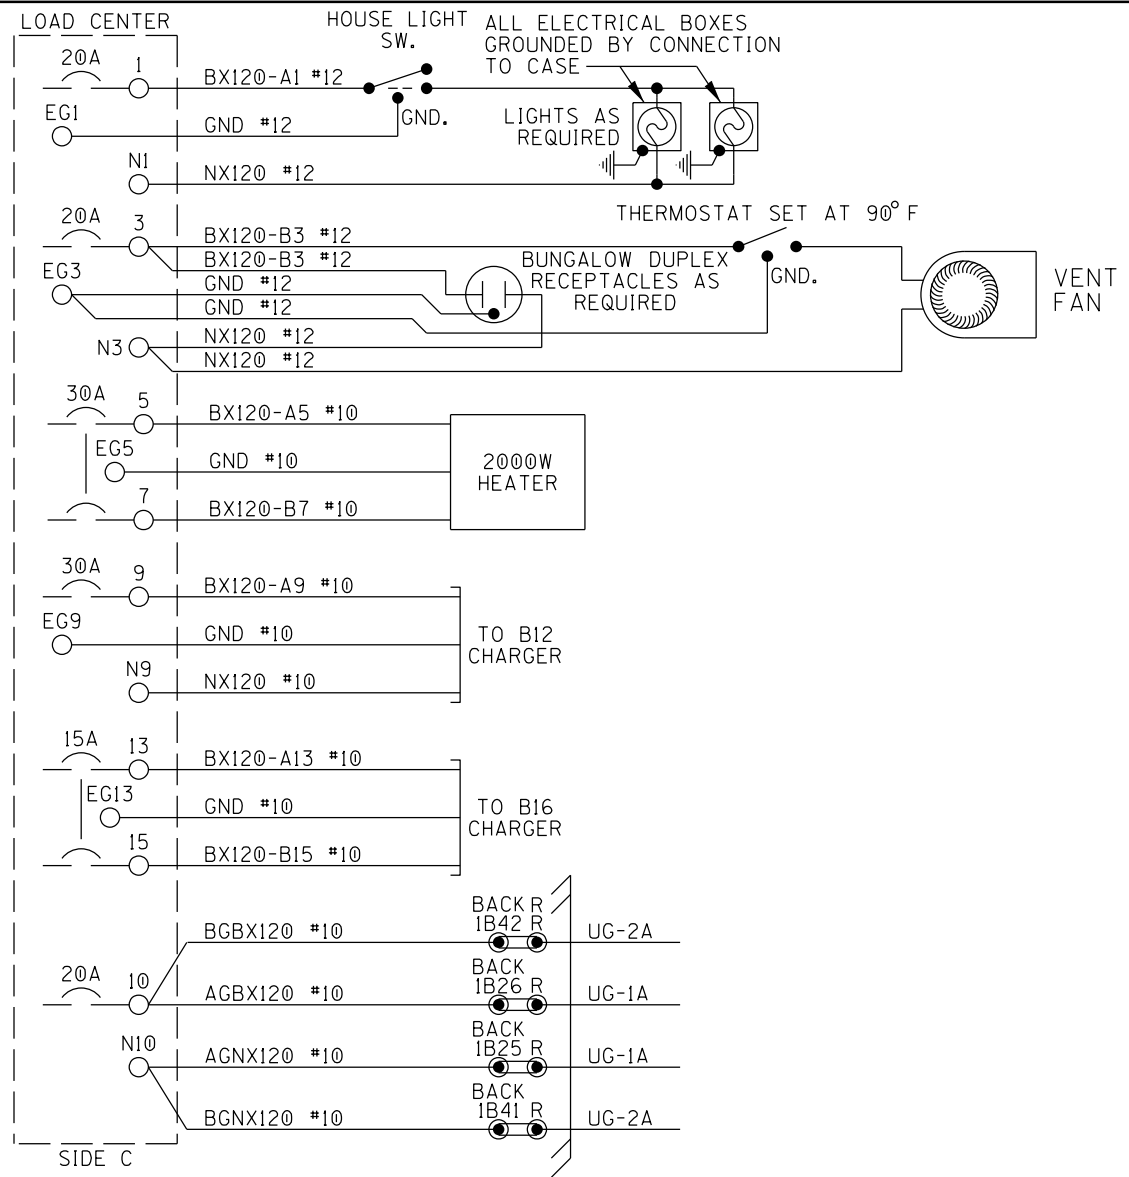 LOAD CENTER
HOUSE LIGHT
SW.
ALL ELECTRICAL BOXES
GROUNDED BY CONNECTION
TO CASE
20A
1
BX120-A1 #12
EG1
GND #12
GND.
LIGHTS AS
REQUIRED
N1
NX120 #12
THERMOSTAT SET AT 90° F
20A
3
BX120-B3 #12
BX120-B3 #12
EG3
GND #12
GND #12
BUNGALOW DUPLEX
RECEPTACLES AS
REQUIRED
GND.
VENT
FAN
N3
NX120 #12
NX120 #12
30A
5
BX120-A5 #10
EG5
GND #10
2000W
HEATER
7
BX120-B7 #10
30A
9
BX120-A9 #10
EG9
GND #10
TO B12
CHARGER
N9
NX120 #10
15A
13
BX120-A13 #10
EG13
GND #10
TO B16
CHARGER
15
BX120-B15 #10
BACK R
1B42 R
BGBX120 #10
UG-2A
BACK
1B26 R
20A
10
AGBX120 #10
UG-1A
BACK
1B25 R
N10
AGNX120 #10
UG-1A
BACK
1B41 R
BGNX120 #10
UG-2A
SIDE C